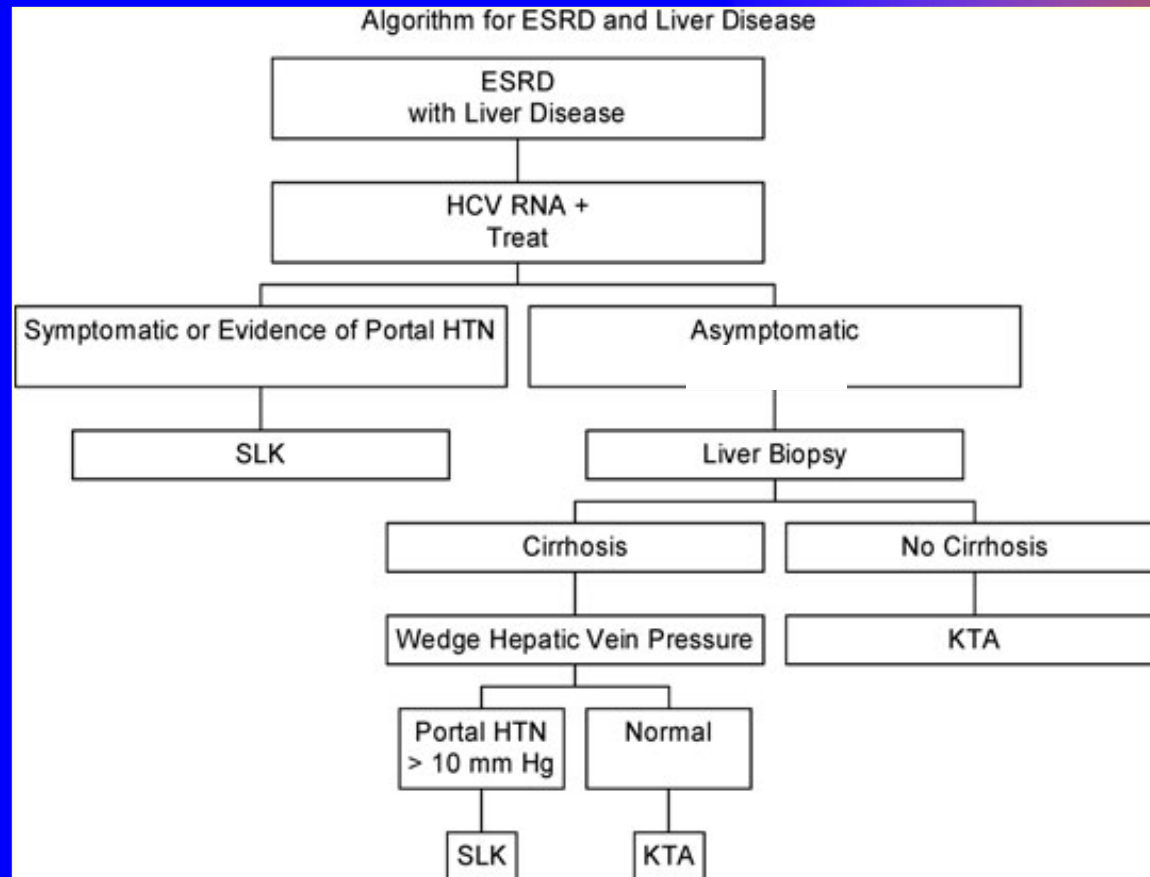 Algorithm for ESRD and Liver Disease
ESRD
with Liver Disease
HCV RNA +
Treat
Symptomatic or Evidence of Portal HTN
Asymptomatic
SLK
Liver Biopsy
Cirrhosis
No Cirrhosis
Wedge Hepatic Vein Pressure
KTA
Portal HTN
> 10 mm Hg
Normal
SLK
KTA